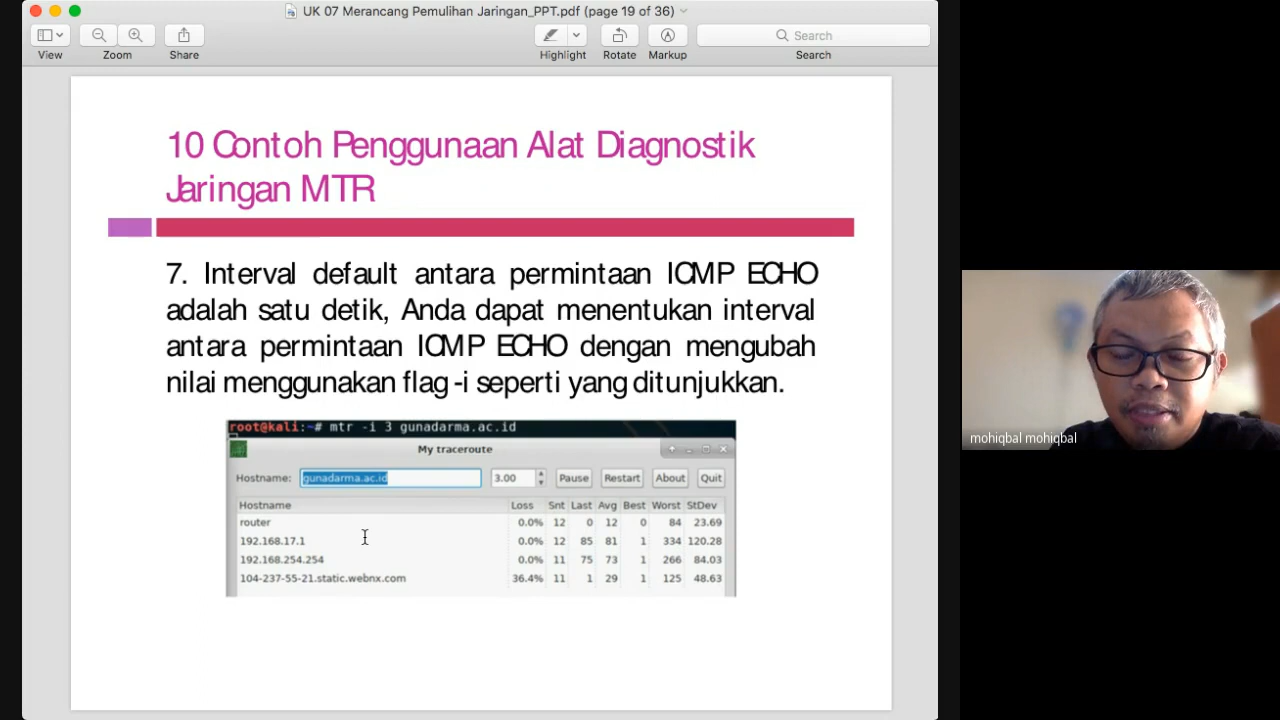 UK 07 Merancang Pemulihan Jaringan_PPT.pdf (page 19 of 36)
View Zoom Share Highlight Rotate Markup Search
Search
10 Contoh Penggunaan Alat Diagnostik
Jaringan MTR
7. Interval default antara permintaan ICMP ECHO
adalah satu detik, Anda dapat menentukan interval
antara permintaan ICMP ECHO dengan mengubah
nilai menggunakan flag -i seperti yang ditunjukkan.
root@kali:~# mtr -i 3 gunadarma.ac.id
My traceroute
Hostname: gunadarma.ac.id 3.00 Pause Restart About Quit
Hostname Loss Snt Last Avg Best Worst StDev
router 0.0% 12 0 12 0 84 23.69
192.168.17.1 0.0% 12 85 81 1 334 120.28
192.168.254.254 0.0% 11 75 73 1 266 84.03
104-237-55-21.static.webnx.com 36.4% 11 1 29 1 125 48.63
mohiqbal mohiqbal